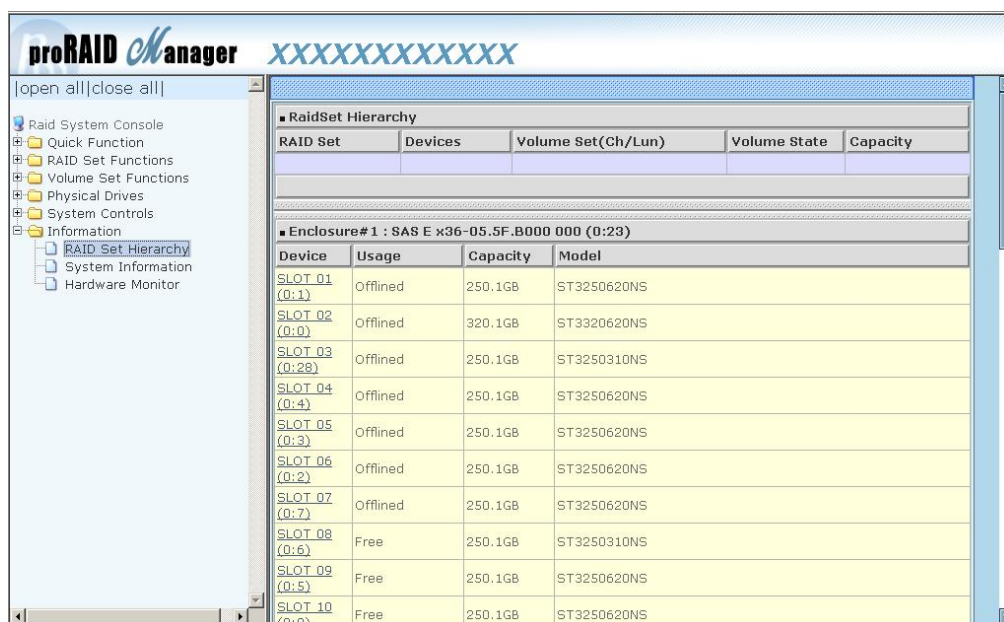 proRAID Manager XXXXXXXXXXXX
|open all|close all|
Raid System Console
Quick Function
RAID Set Functions
Volume Set Functions
Physical Drives
System Controls
Information
RAID Set Hierarchy
System Information
Hardware Monitor
RaidSet Hierarchy
RAID Set Devices Volume Set(Ch/Lun) Volume State Capacity
Enclosure#1 : SAS E x36-05.5F.B000 000 (0:23)
Device Usage Capacity Model
SLOT 01 (0:1) Offlined 250.1GB ST3250620NS
SLOT 02 (0:0) Offlined 320.1GB ST3320620NS
SLOT 03 (0:28) Offlined 250.1GB ST3250310NS
SLOT 04 (0:4) Offlined 250.1GB ST3250620NS
SLOT 05 (0:3) Offlined 250.1GB ST3250620NS
SLOT 06 (0:2) Offlined 250.1GB ST3250620NS
SLOT 07 (0:7) Offlined 250.1GB ST3250620NS
SLOT 08 (0:6) Free 250.1GB ST3250310NS
SLOT 09 (0:5) Free 250.1GB ST3250620NS
SLOT 10 Free 250.1GB ST3250620NS